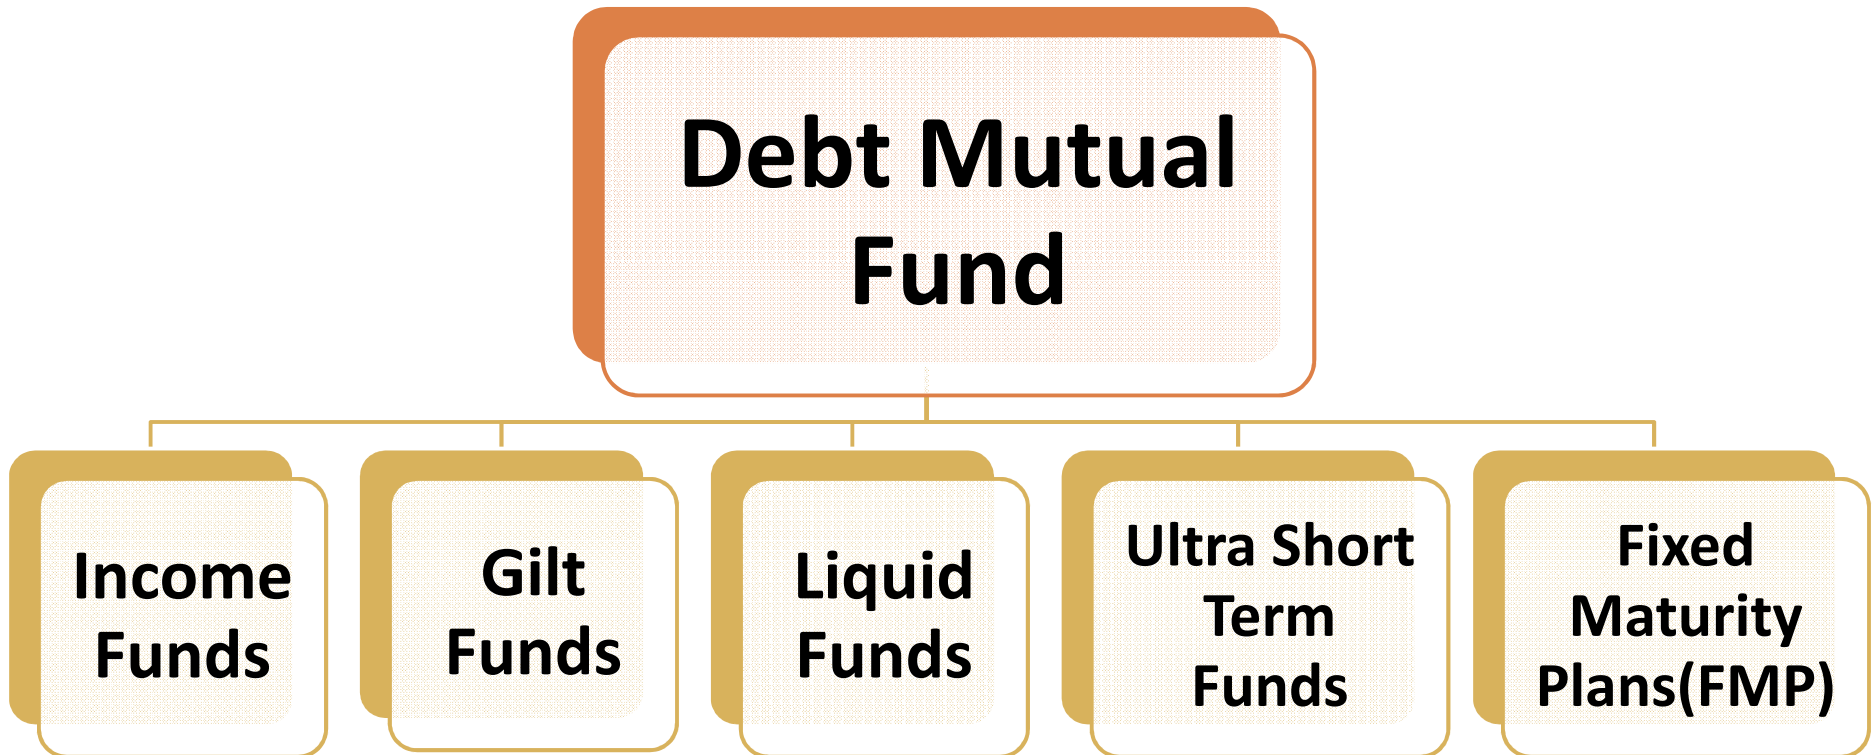 Debt Mutual
Fund
Income
Funds
Gilt
Funds
Liquid
Funds
Ultra Short
Term
Funds
Fixed
Maturity
Plans(FMP)